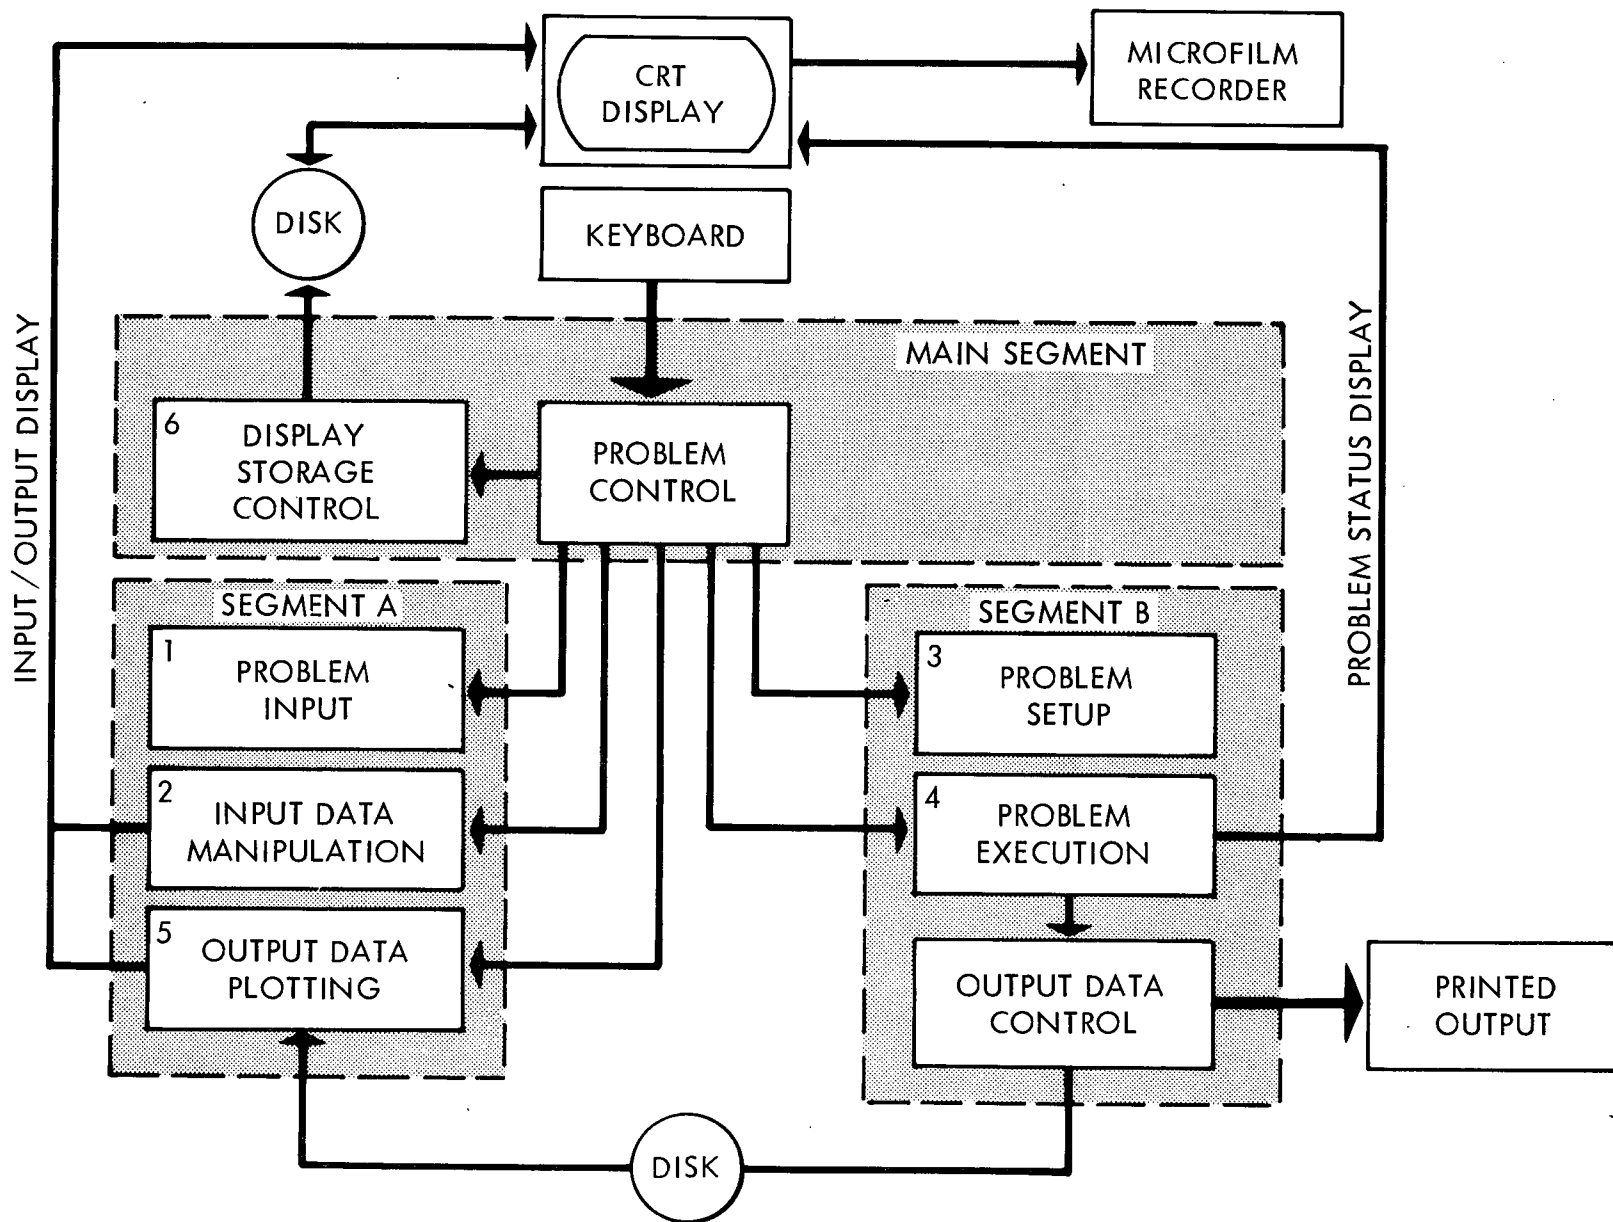 CRT
DISPLAY
MICROFILM
RECORDER
DISK
KEYBOARD
INPUT/OUTPUT DISPLAY
PROBLEM STATUS DISPLAY
MAIN SEGMENT
6
DISPLAY
STORAGE
CONTROL
PROBLEM
CONTROL
SEGMENT A
1
PROBLEM
INPUT
2
INPUT DATA
MANIPULATION
5
OUTPUT DATA
PLOTTING
SEGMENT B
3
PROBLEM
SETUP
4
PROBLEM
EXECUTION
OUTPUT DATA
CONTROL
PRINTED
OUTPUT
DISK